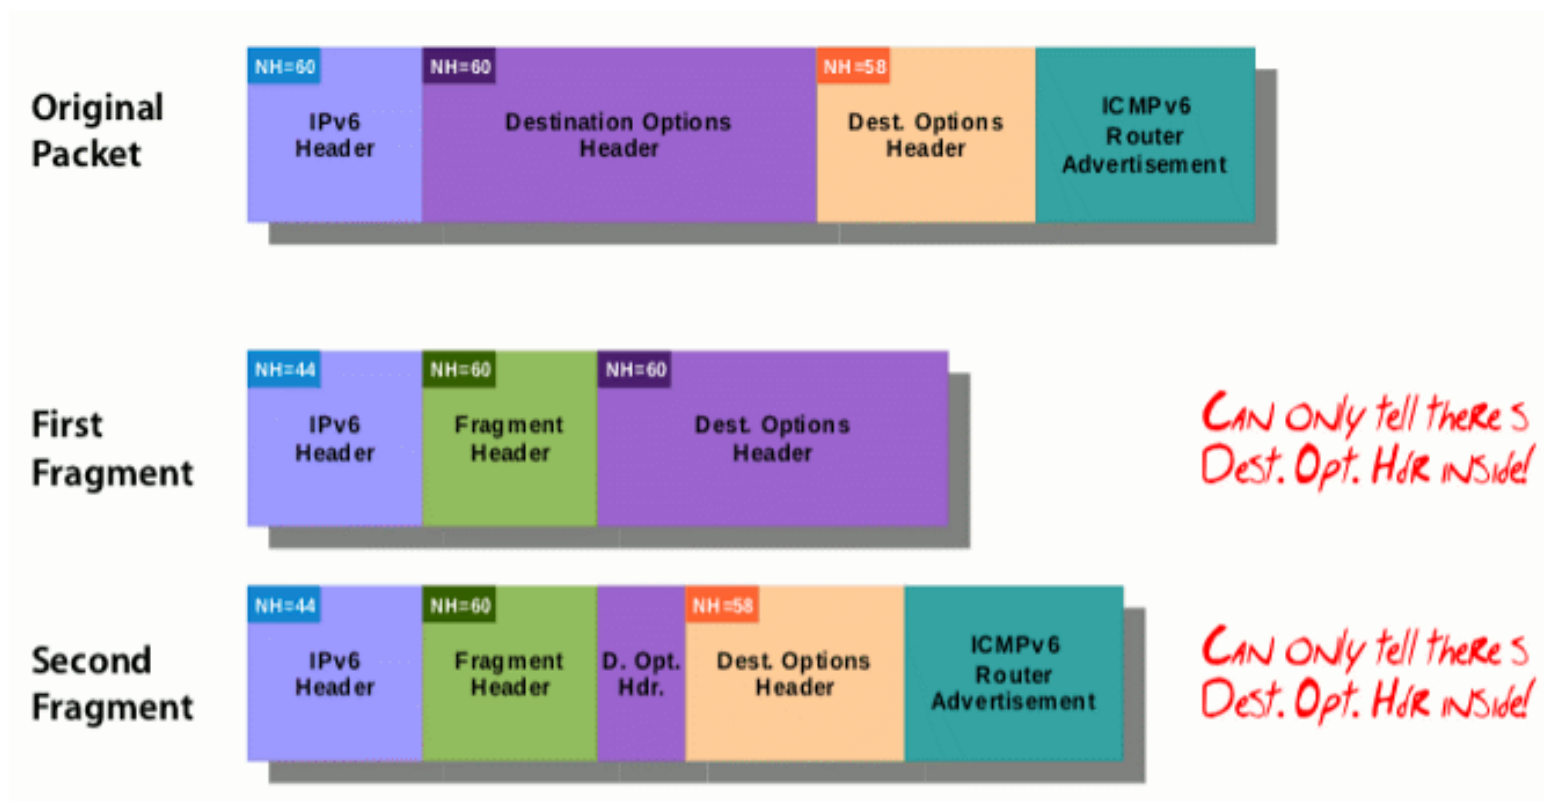 NH=60
NH=60
NH=58
Original
Packet
IPv6
Header
Destination Options
Header
Dest. Options
Header
ICMPv6
Router
Advertisement
NH=44
NH=60
NH=60
First
Fragment
IPv6
Header
Fragment
Header
Dest. Options
Header
CAN ONLY tell theRe S
Dest. Opt. HdR iNSide!
NH=44
NH=60
NH=58
Second
Fragment
IPv6
Header
Fragment
Header
D. Opt.
Hdr.
Dest. Options
Header
ICMPv6
Router
Advertisement
CAN ONLY tell theRe S
Dest. Opt. HdR iNSide!